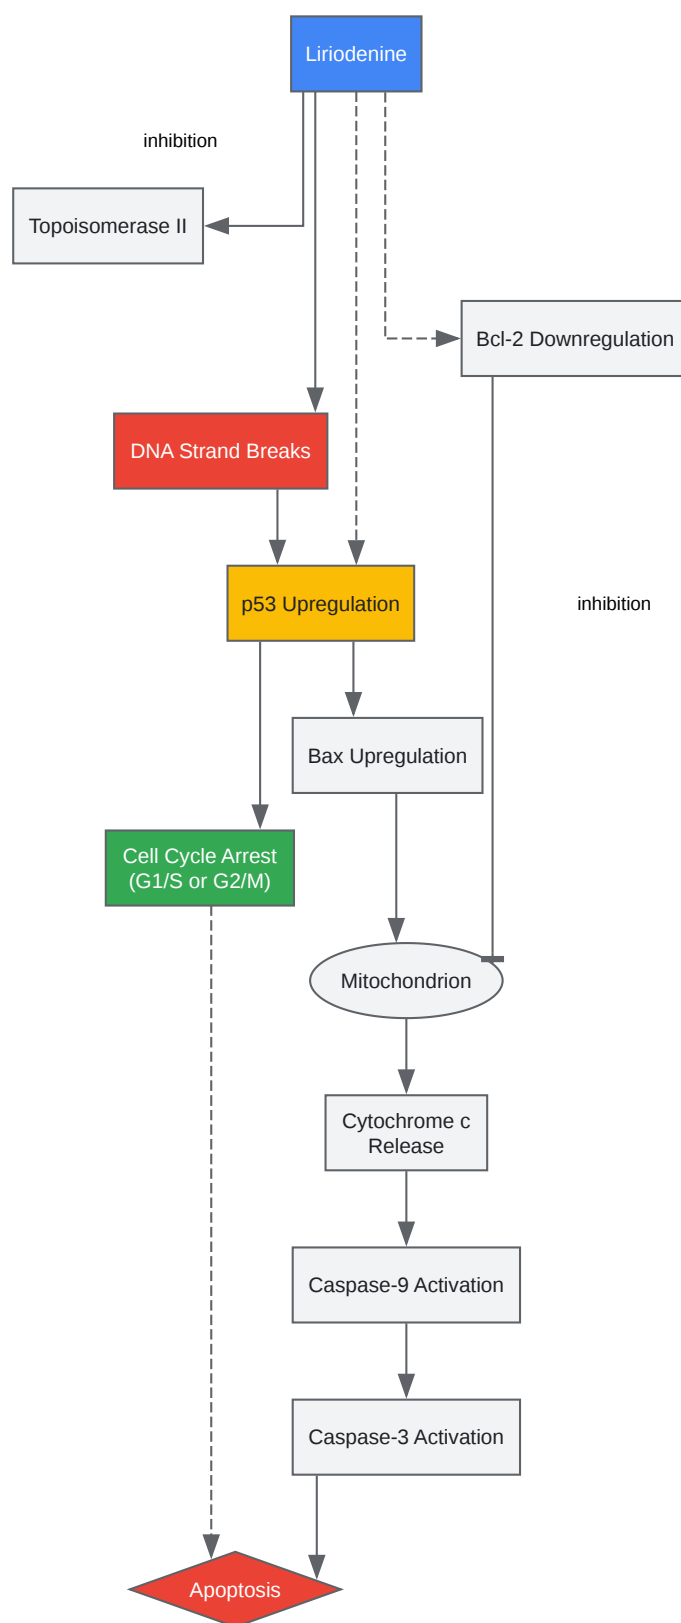 Liriodenine
inhibition
Topoisomerase II
Bcl-2 Downregulation
DNA Strand Breaks
p53 Upregulation
inhibition
Bax Upregulation
Cell Cycle Arrest
(G1/S or G2/M)
Mitochondrion
Cytochrome c
Release
Caspase-9 Activation
Caspase-3 Activation
Apoptosis